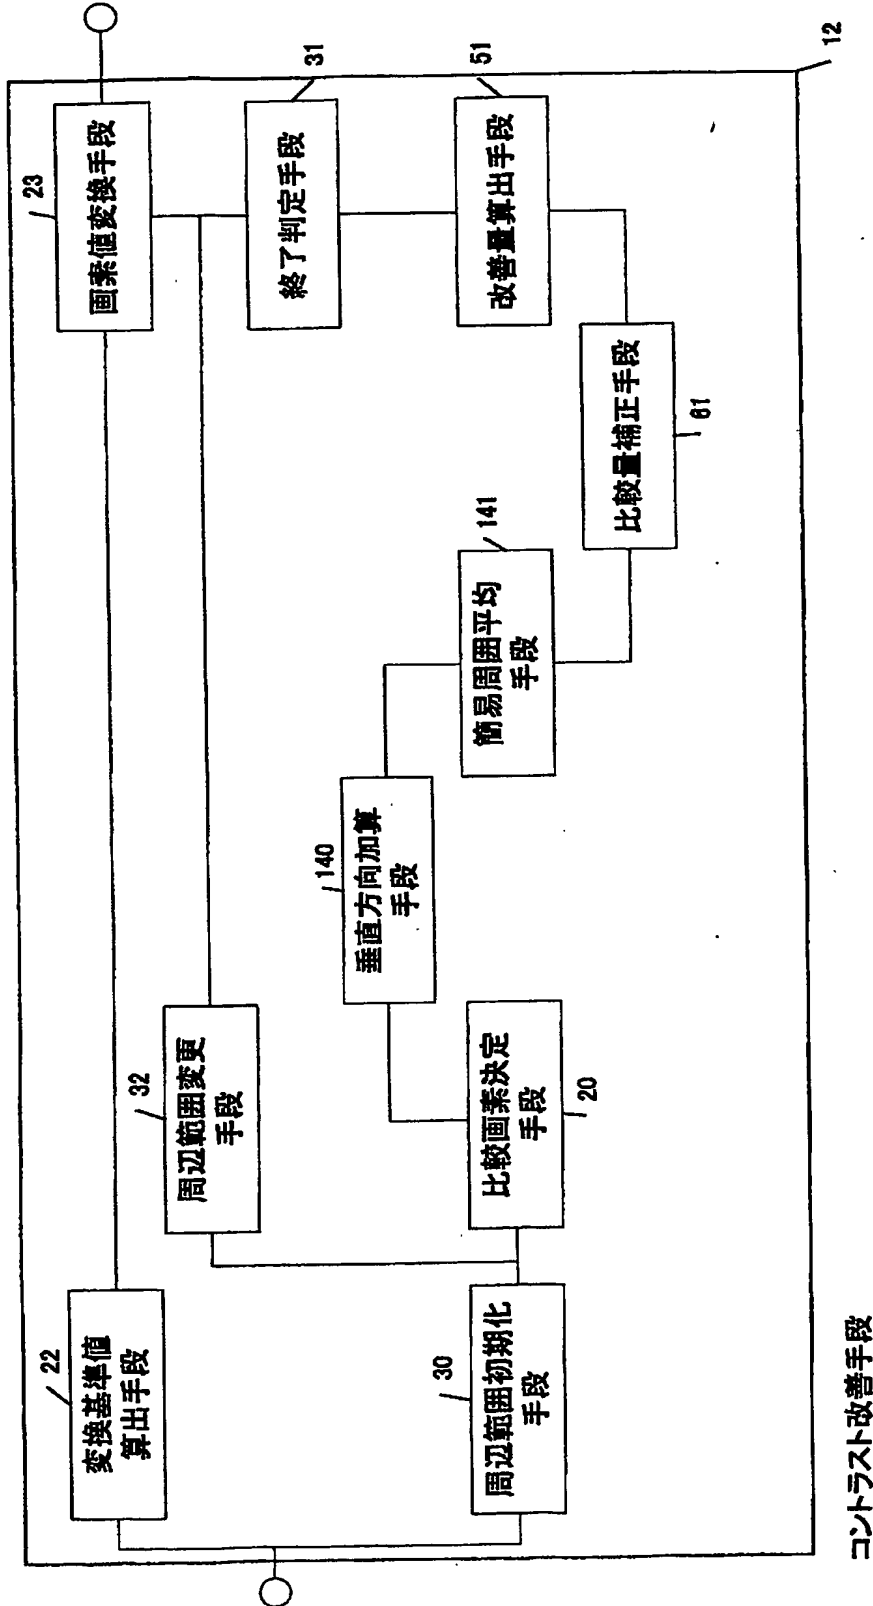 コントラスト改善手段
12
22
変換基準値
算出手段
23
画素値変換手段
32
周辺範囲変更
手段
31
終了判定手段
30
周辺範囲初期化
手段
20
比較画素決定
手段
140
垂直方向加算
手段
141
簡易周囲平均
手段
61
比較量補正手段
51
改善量算出手段